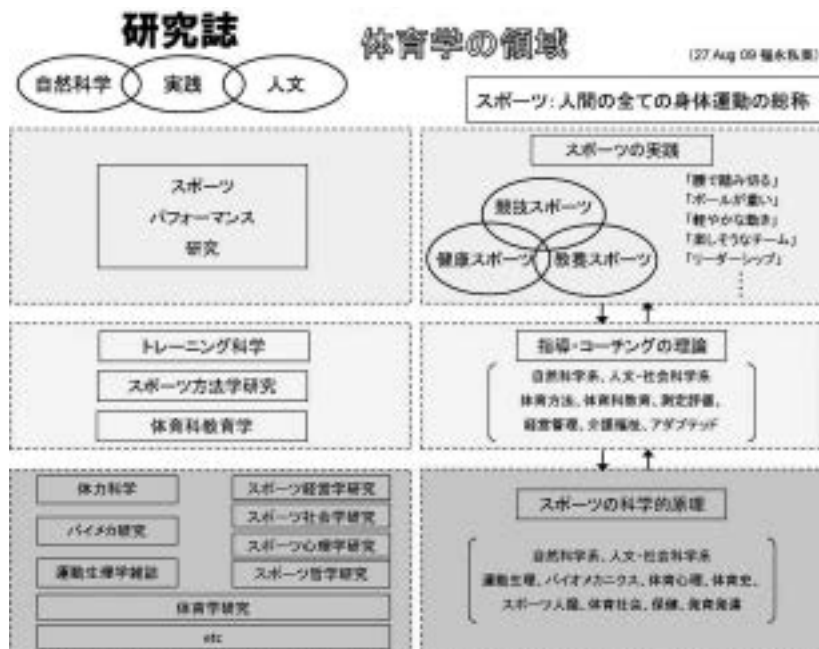 研究誌
体育学の領域
(27 Aug 09 福永私案)
自然科学 実践 人文
スポーツ:人間の全ての身体運動の総称
スポーツ
パフォーマンス
研究
スポーツの実践
競技スポーツ
健康スポーツ
教養スポーツ
「腰で踏み切る」
「ボールが重い」
「軽やかな動き」
「楽しそうなチーム」
「リーダーシップ」
トレーニング科学
スポーツ方法学研究
体育科教育学
指導・コーチングの理論
自然科学系、人文・社会科学系
体育方法、体育科教育、測定評価、
経営管理、介護福祉、アダプテッド
体力科学
バイメカ研究
運動生理学雑誌
スポーツ経営学研究
スポーツ社会学研究
スポーツ心理学研究
スポーツ哲学研究
体育学研究
etc
スポーツの科学的原理
自然科学系、人文・社会科学系
運動生理、バイオメカニクス、体育心理、体育史、
スポーツ人類、体育社会、保健、発育発達